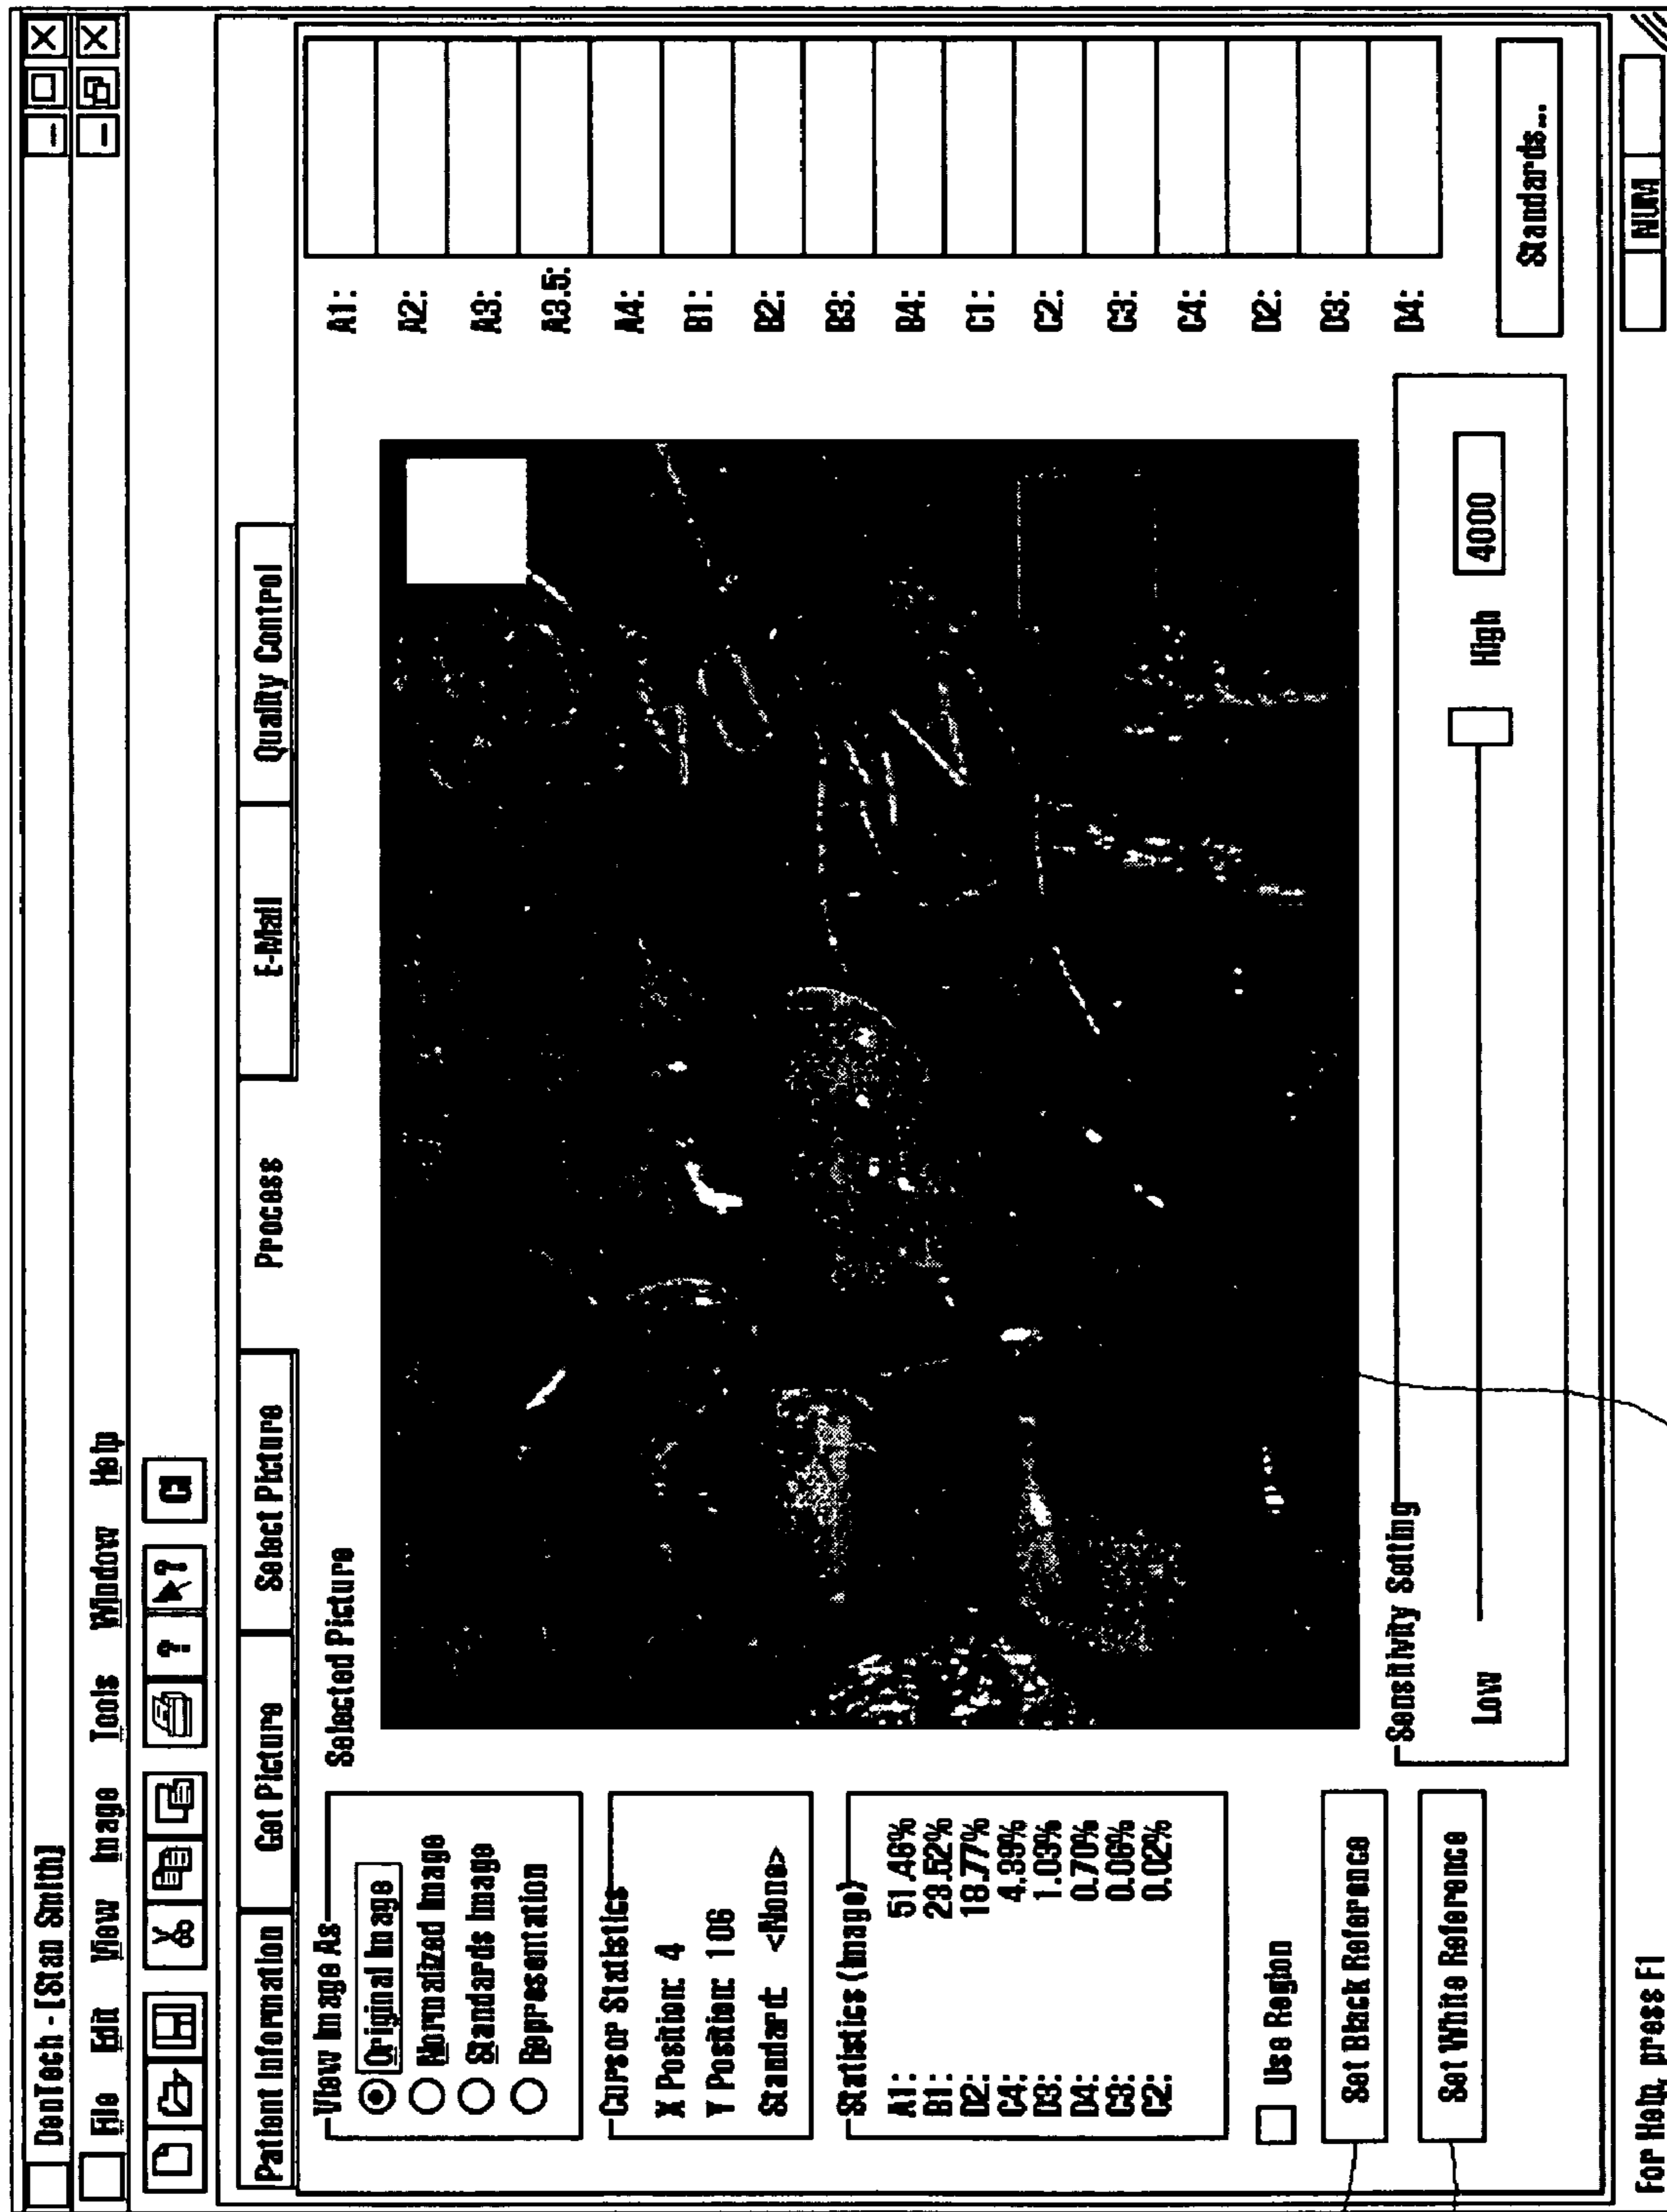 DenTech - [Stan Smith]
File Edit View Image Tools Window Help
? ?
Patient Information Get Picture Select Picture Process E-Mail Quality Control
View Image As
Original Image
Normalized Image
Standards Image
Representation
Cursor Statistics
X Position: 4
Y Position: 106
Standard: <None>
Statistics (Image)
A1: 51.46%
B1: 23.52%
D2: 18.77%
C4: 4.39%
D3: 1.03%
D4: 0.70%
C3: 0.06%
C2: 0.02%
Use Region
Set Black Reference
Set White Reference
Selected Picture
Sensitivity Setting
Low High 4000
A1:
A2:
A3:
A3.5:
A4:
B1:
B2:
B3:
B4:
C1:
C2:
C3:
C4:
D2:
D3:
D4:
Standards...
For Help, press F1 NUM